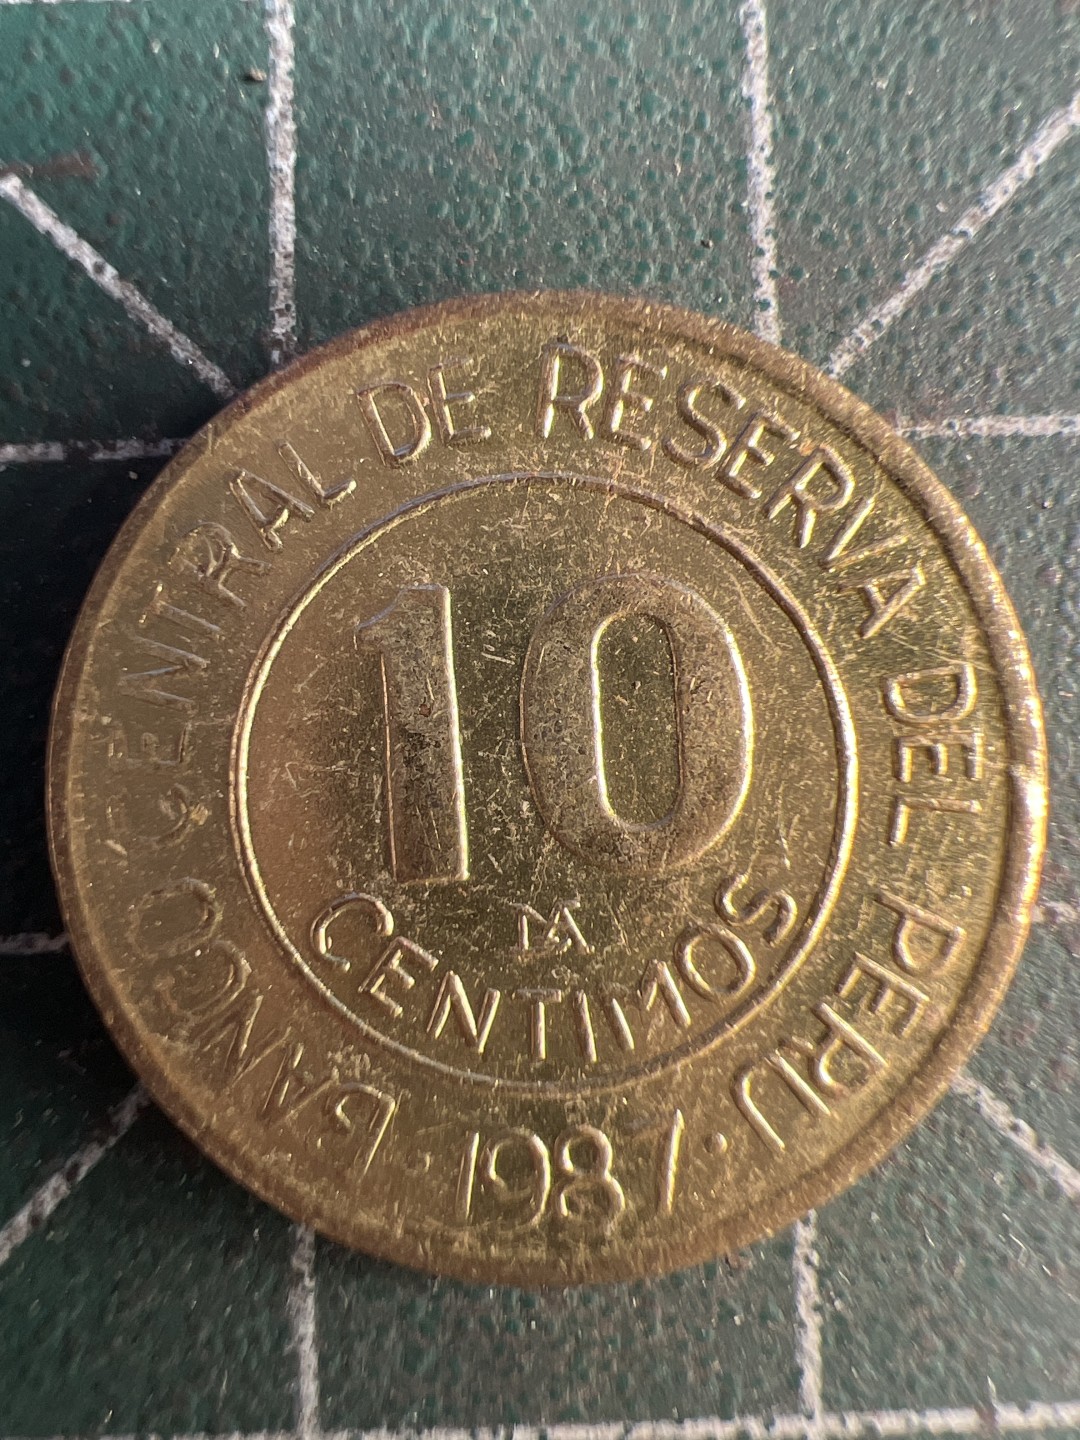 BANCO CENTRAL DE RESERVA DEL PERU
10
CENTIMOS
· 1987 ·